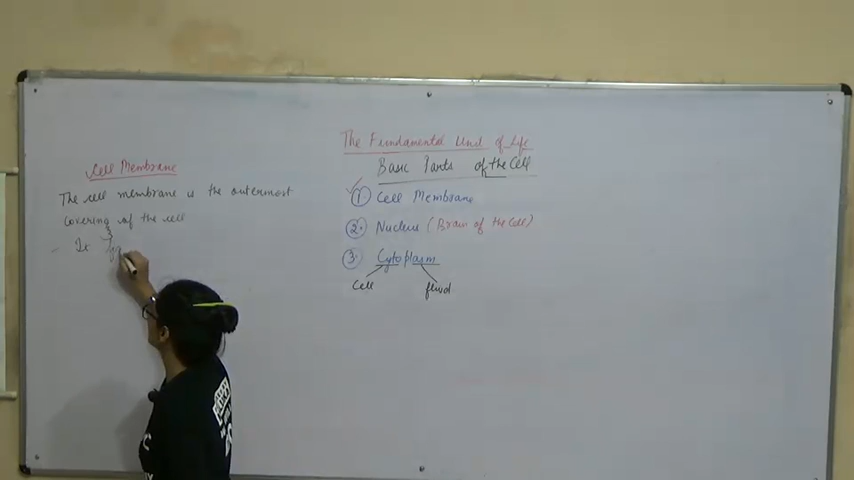 The Fundamental Unit of Life
Basic Parts of the Cell
1. Cell Membrane
2. Nucleus (Brain of the Cell)
3. Cytoplasm
Cell fluid
Cell Membrane
The cell membrane is the outermost
covering of the cell
- It